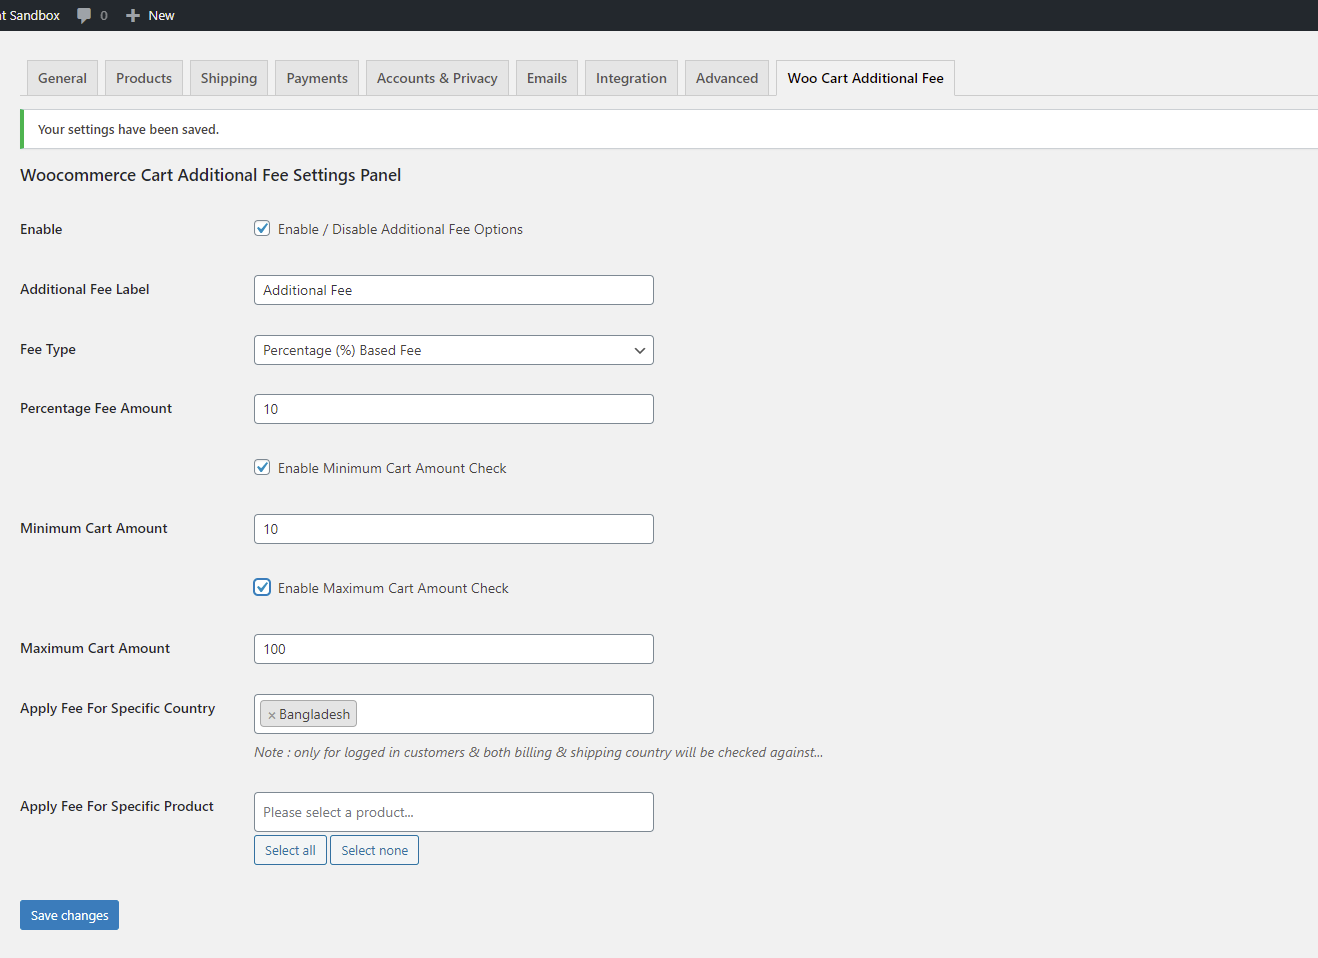 t Sandbox 0 New
General Products Shipping Payments Accounts & Privacy Emails Integration Advanced Woo Cart Additional Fee
Your settings have been saved.
Woocommerce Cart Additional Fee Settings Panel
Enable Enable / Disable Additional Fee Options
Additional Fee Label Additional Fee
Fee Type Percentage (%) Based Fee
Percentage Fee Amount 10
Enable Minimum Cart Amount Check
Minimum Cart Amount 10
Enable Maximum Cart Amount Check
Maximum Cart Amount 100
Apply Fee For Specific Country × Bangladesh
Note : only for logged in customers & both billing & shipping country will be checked against...
Apply Fee For Specific Product Please select a product...
Select all Select none
Save changes